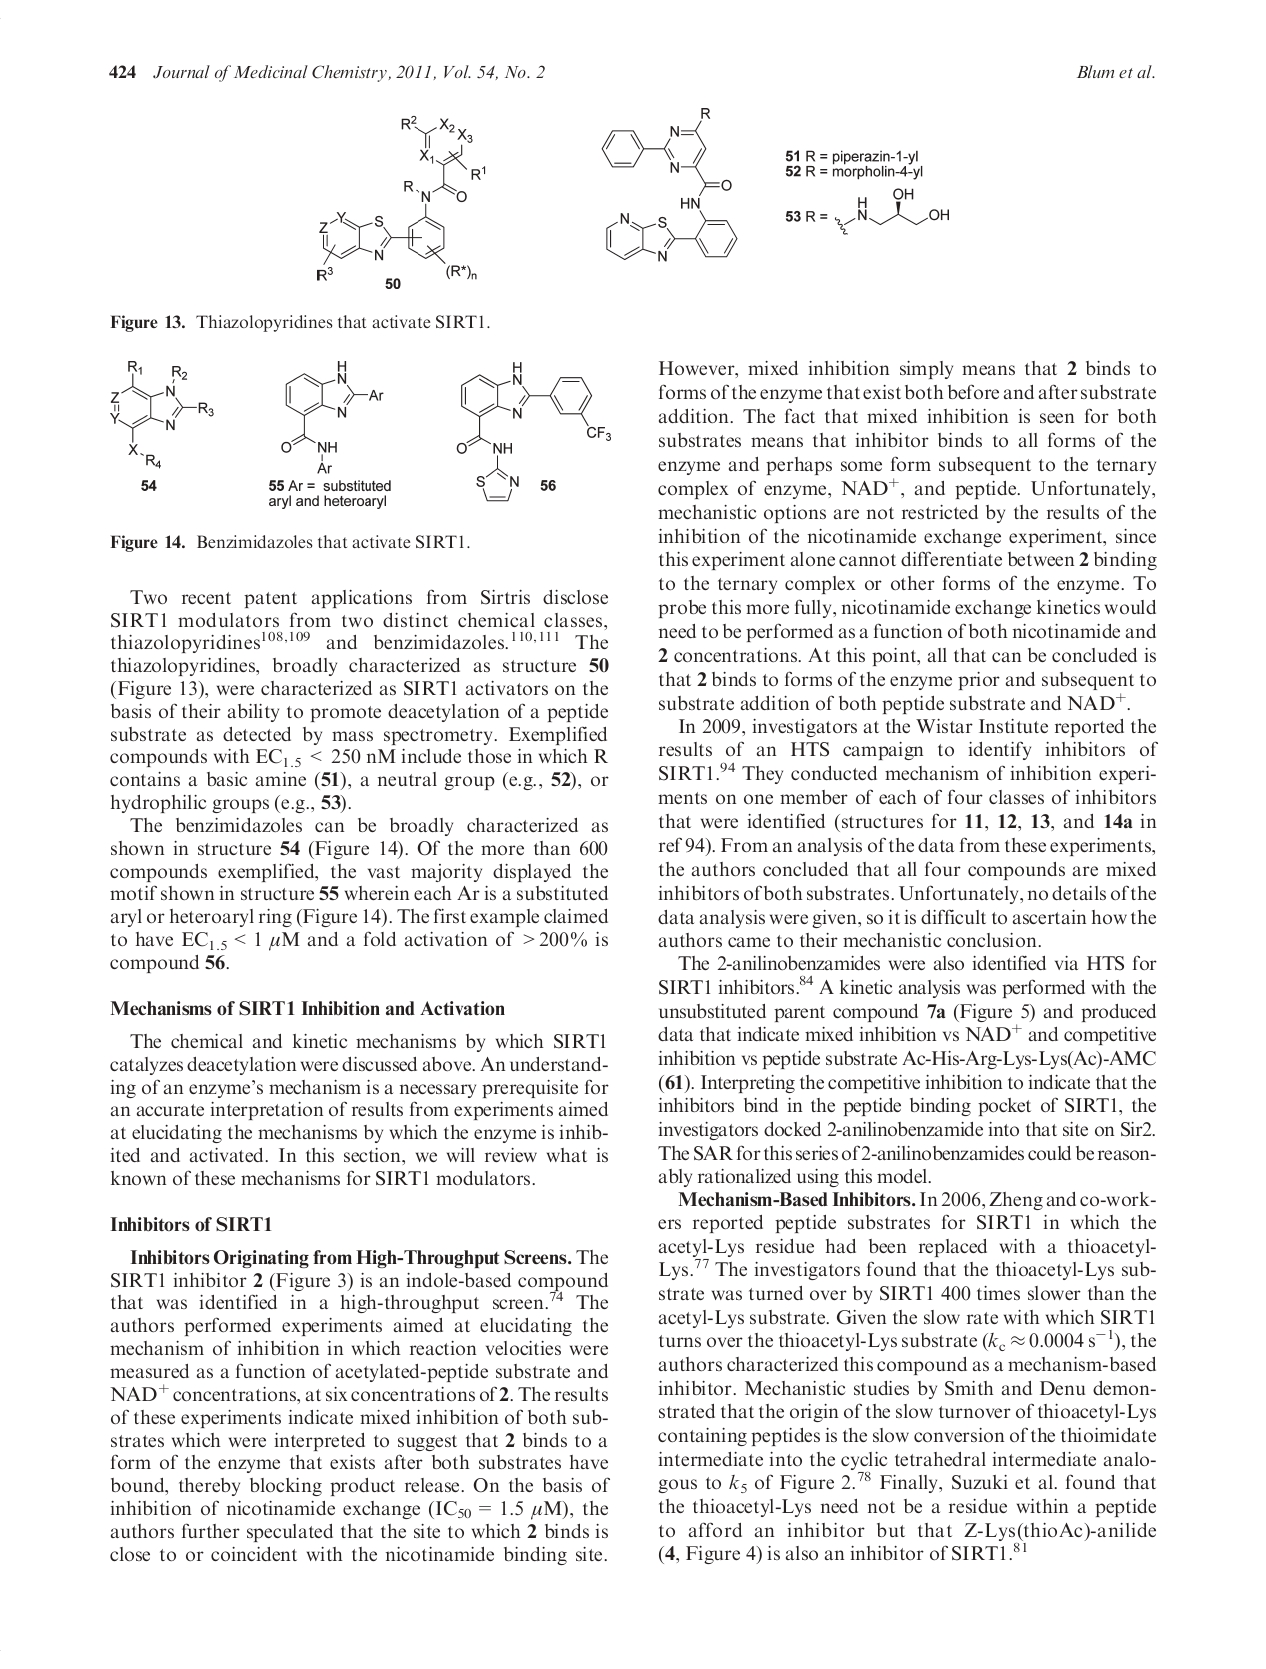 424 Journal of Medicinal Chemistry, 2011, Vol. 54, No. 2 Blum et al.
R² X₂ X₃
X₁ R¹
R N O
Z Y S N
R³ (R*)n
50
R
N
N
O
HN
N S N
51 R = piperazin-1-yl
52 R = morpholin-4-yl
53 R = H N OH OH
Figure 13. Thiazolopyridines that activate SIRT1.
R₁ R₂
Z N
Y N R₃
X R₄
54
H
N
N Ar
O NH
Ar
55 Ar = substituted
aryl and heteroaryl
H
N
N
CF₃
O NH
S N
56
Figure 14. Benzimidazoles that activate SIRT1.
Two recent patent applications from Sirtris disclose
SIRT1 modulators from two distinct chemical classes,
thiazolopyridines¹⁰⁸,¹⁰⁹ and benzimidazoles.¹¹⁰,¹¹¹ The
thiazolopyridines, broadly characterized as structure 50
(Figure 13), were characterized as SIRT1 activators on the
basis of their ability to promote deacetylation of a peptide
substrate as detected by mass spectrometry. Exemplified
compounds with EC₁.₅ < 250 nM include those in which R
contains a basic amine (51), a neutral group (e.g., 52), or
hydrophilic groups (e.g., 53).
The benzimidazoles can be broadly characterized as
shown in structure 54 (Figure 14). Of the more than 600
compounds exemplified, the vast majority displayed the
motif shown in structure 55 wherein each Ar is a substituted
aryl or heteroaryl ring (Figure 14). The first example claimed
to have EC₁.₅ < 1 μM and a fold activation of >200% is
compound 56.
Mechanisms of SIRT1 Inhibition and Activation
The chemical and kinetic mechanisms by which SIRT1
catalyzes deacetylation were discussed above. An understand-
ing of an enzyme's mechanism is a necessary prerequisite for
an accurate interpretation of results from experiments aimed
at elucidating the mechanisms by which the enzyme is inhib-
ited and activated. In this section, we will review what is
known of these mechanisms for SIRT1 modulators.
Inhibitors of SIRT1
Inhibitors Originating from High-Throughput Screens. The
SIRT1 inhibitor 2 (Figure 3) is an indole-based compound
that was identified in a high-throughput screen.⁷⁴ The
authors performed experiments aimed at elucidating the
mechanism of inhibition in which reaction velocities were
measured as a function of acetylated-peptide substrate and
NAD⁺ concentrations, at six concentrations of 2. The results
of these experiments indicate mixed inhibition of both sub-
strates which were interpreted to suggest that 2 binds to a
form of the enzyme that exists after both substrates have
bound, thereby blocking product release. On the basis of
inhibition of nicotinamide exchange (IC₅₀ = 1.5 μM), the
authors further speculated that the site to which 2 binds is
close to or coincident with the nicotinamide binding site.
However, mixed inhibition simply means that 2 binds to
forms of the enzyme that exist both before and after substrate
addition. The fact that mixed inhibition is seen for both
substrates means that inhibitor binds to all forms of the
enzyme and perhaps some form subsequent to the ternary
complex of enzyme, NAD⁺, and peptide. Unfortunately,
mechanistic options are not restricted by the results of the
inhibition of the nicotinamide exchange experiment, since
this experiment alone cannot differentiate between 2 binding
to the ternary complex or other forms of the enzyme. To
probe this more fully, nicotinamide exchange kinetics would
need to be performed as a function of both nicotinamide and
2 concentrations. At this point, all that can be concluded is
that 2 binds to forms of the enzyme prior and subsequent to
substrate addition of both peptide substrate and NAD⁺.
In 2009, investigators at the Wistar Institute reported the
results of an HTS campaign to identify inhibitors of
SIRT1.⁹⁴ They conducted mechanism of inhibition experi-
ments on one member of each of four classes of inhibitors
that were identified (structures for 11, 12, 13, and 14a in
ref 94). From an analysis of the data from these experiments,
the authors concluded that all four compounds are mixed
inhibitors of both substrates. Unfortunately, no details of the
data analysis were given, so it is difficult to ascertain how the
authors came to their mechanistic conclusion.
The 2-anilinobenzamides were also identified via HTS for
SIRT1 inhibitors.⁸⁴ A kinetic analysis was performed with the
unsubstituted parent compound 7a (Figure 5) and produced
data that indicate mixed inhibition vs NAD⁺ and competitive
inhibition vs peptide substrate Ac-His-Arg-Lys-Lys(Ac)-AMC
(61). Interpreting the competitive inhibition to indicate that the
inhibitors bind in the peptide binding pocket of SIRT1, the
investigators docked 2-anilinobenzamide into that site on Sir2.
The SAR for this series of 2-anilinobenzamides could be reason-
ably rationalized using this model.
Mechanism-Based Inhibitors. In 2006, Zheng and co-work-
ers reported peptide substrates for SIRT1 in which the
acetyl-Lys residue had been replaced with a thioacetyl-
Lys.⁷⁷ The investigators found that the thioacetyl-Lys sub-
strate was turned over by SIRT1 400 times slower than the
acetyl-Lys substrate. Given the slow rate with which SIRT1
turns over the thioacetyl-Lys substrate (kc ≈ 0.0004 s⁻¹), the
authors characterized this compound as a mechanism-based
inhibitor. Mechanistic studies by Smith and Denu demon-
strated that the origin of the slow turnover of thioacetyl-Lys
containing peptides is the slow conversion of the thioimidate
intermediate into the cyclic tetrahedral intermediate analo-
gous to k₅ of Figure 2.⁷⁸ Finally, Suzuki et al. found that
the thioacetyl-Lys need not be a residue within a peptide
to afford an inhibitor but that Z-Lys(thioAc)-anilide
(4, Figure 4) is also an inhibitor of SIRT1.⁸¹